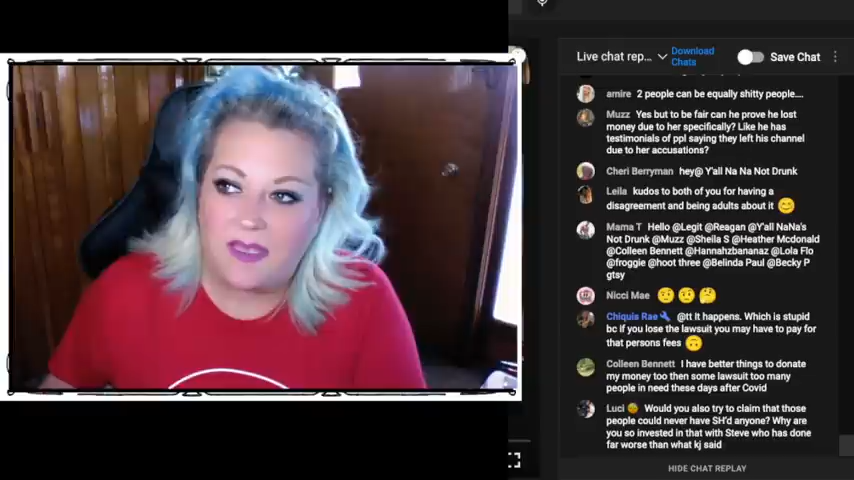 Live chat rep...
Download
Chats
Save Chat
amire 2 people can be equally shitty people....
Muzz Yes but to be fair can he prove he lost
money due to her specifically? Like he has
testimonials of ppl saying they left his channel
due to her accusations?
Cheri Berryman hey@ Y'all Na Na Not Drunk
Leila kudos to both of you for having a
disagreement and being adults about it 😊
Mama T Hello @Legit @Reagan @Y'all NaNa's
Not Drunk @Muzz @Sheila S @Heather Mcdonald
@Colleen Bennett @Hannahzbananaz @Lola Flo
@froggie @hoot three @Belinda Paul @Becky P
gtsy
Nicci Mae 🤨🤨🤔
Chiquis Rae 🔧 @tt It happens. Which is stupid
bc if you lose the lawsuit you may have to pay for
that persons fees 🙃
Colleen Bennett I have better things to donate
my money too then some lawsuit too many
people in need these days after Covid
Luci Would you also try to claim that those
people could never have SH'd anyone? Why are
you so invested in that with Steve who has done
far worse than what kj said
HIDE CHAT REPLAY